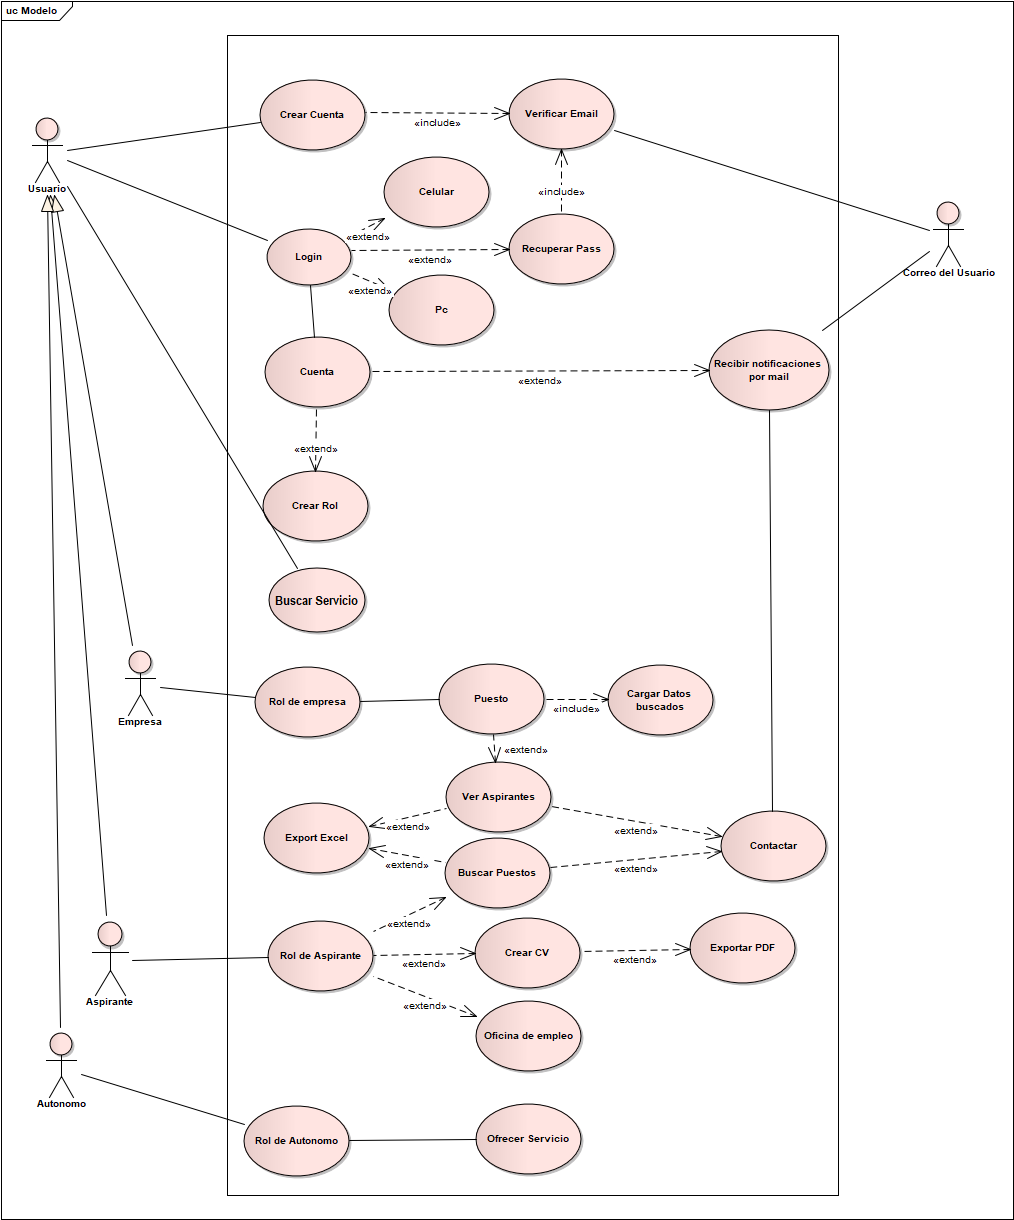 uc Modelo
Crear Cuenta
«include»
Verificar Email
Usuario
Celular
«include»
«extend»
Login
«extend»
Recuperar Pass
Correo del Usuario
«extend»
Pc
Cuenta
«extend»
Recibir notificaciones
por mail
«extend»
Crear Rol
Buscar Servicio
Empresa
Rol de empresa
Puesto
«include»
Cargar Datos
buscados
«extend»
Ver Aspirantes
Export Excel
«extend»
«extend»
Contactar
«extend»
Buscar Puestos
«extend»
«extend»
Aspirante
Rol de Aspirante
«extend»
Crear CV
«extend»
Exportar PDF
«extend»
Oficina de empleo
Autonomo
Rol de Autonomo
Ofrecer Servicio